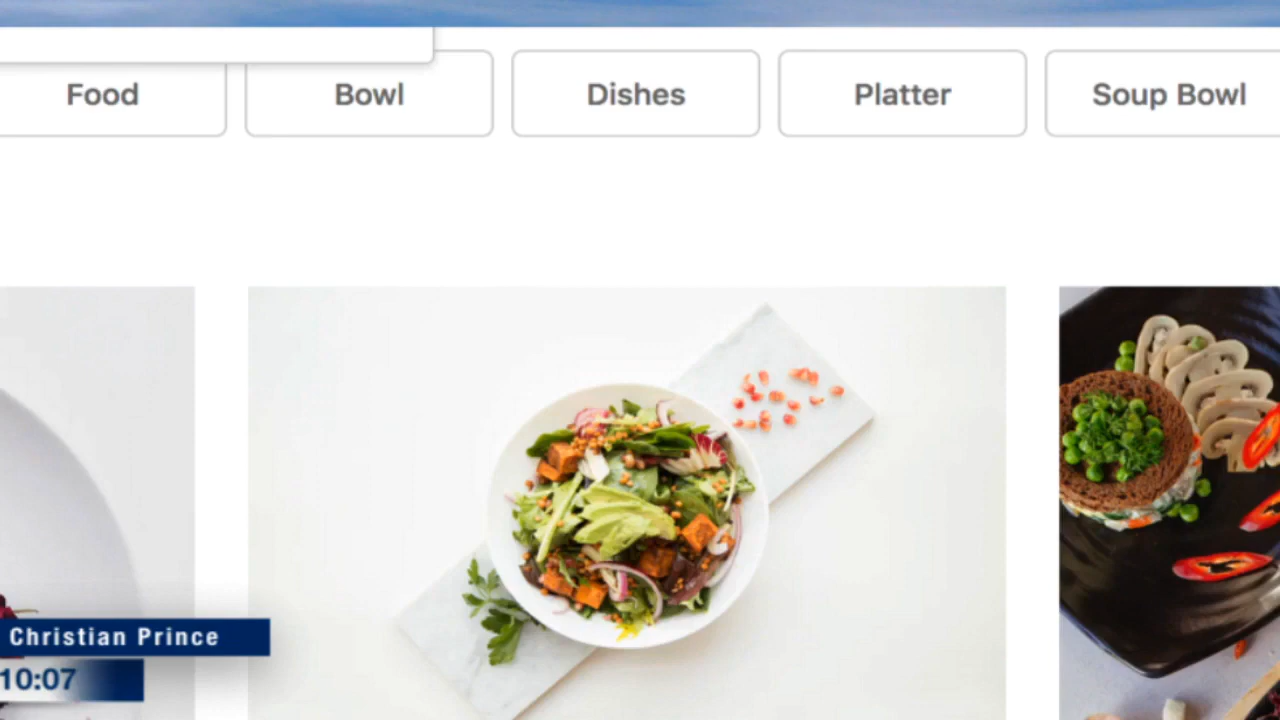 Food
Bowl
Dishes
Platter
Soup Bowl
Christian Prince
10:07